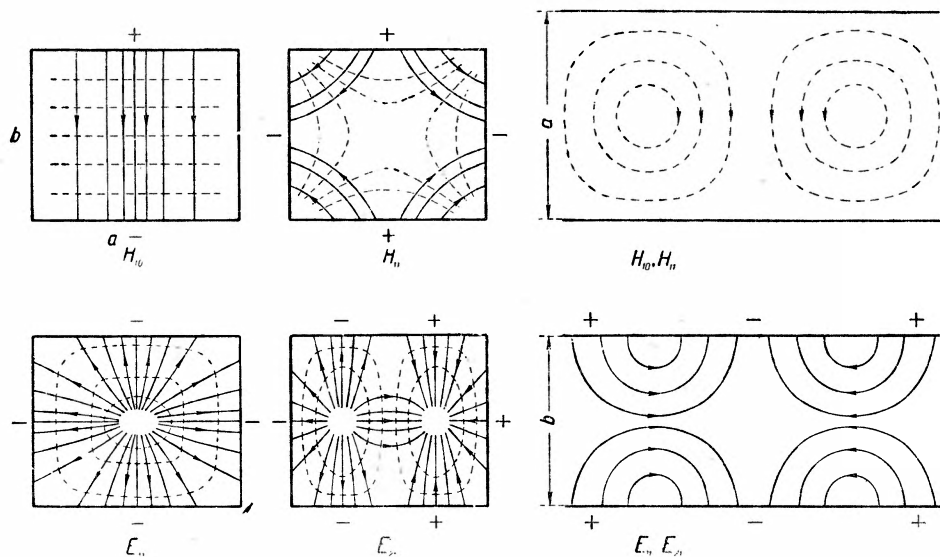 + + a
b - -
a -
H₁₀
+
H₁₁
H₁₀, H₁₁
- - + + - +
- - - + b
- - + + - +
E₁₁
E₂₁
E₁₁ E₂₁